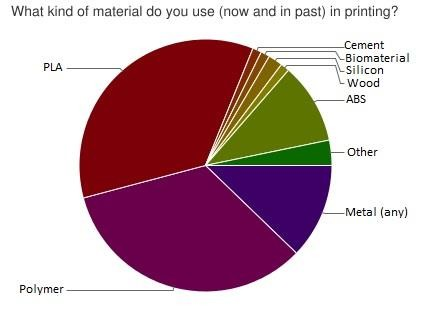 What kind of material do you use (now and in past) in printing?
Cement
Biomaterial
PLA
Silicon
Wood
ABS
Other
Metal (any)
Polymer